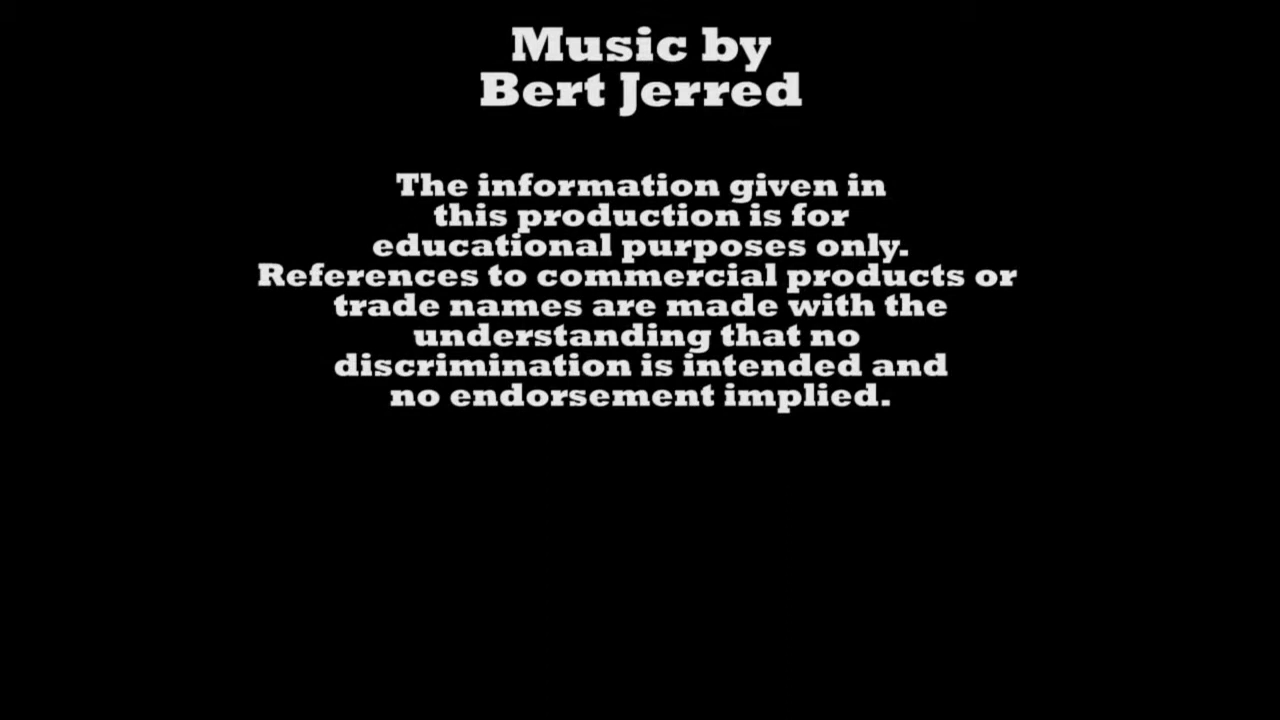 Music by
Bert Jerred
The information given in
this production is for
educational purposes only.
References to commercial products or
trade names are made with the
understanding that no
discrimination is intended and
no endorsement implied.